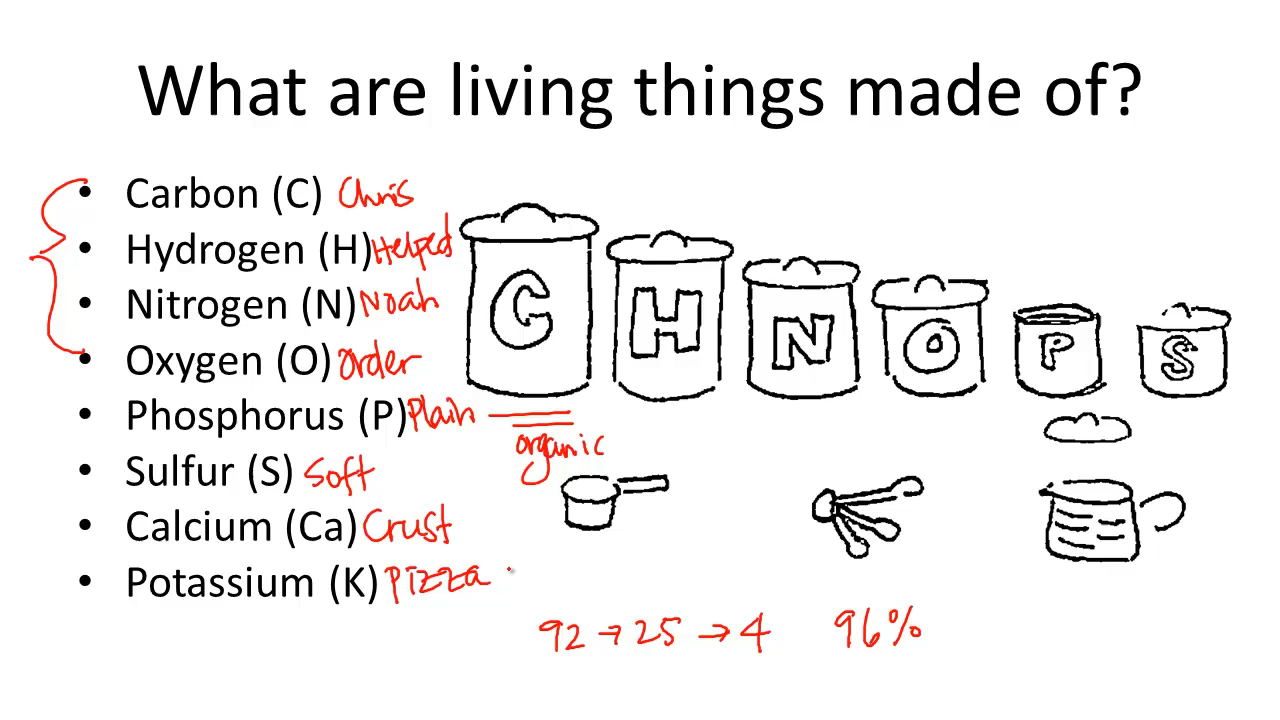 What are living things made of?
• Carbon (C) Chris
• Hydrogen (H) Helped
• Nitrogen (N) Noah
• Oxygen (O) Order
• Phosphorus (P) Plain
organic
• Sulfur (S) Soft
• Calcium (Ca) Crust
• Potassium (K) Pizza
C H N O P S
92 → 25 → 4 96%